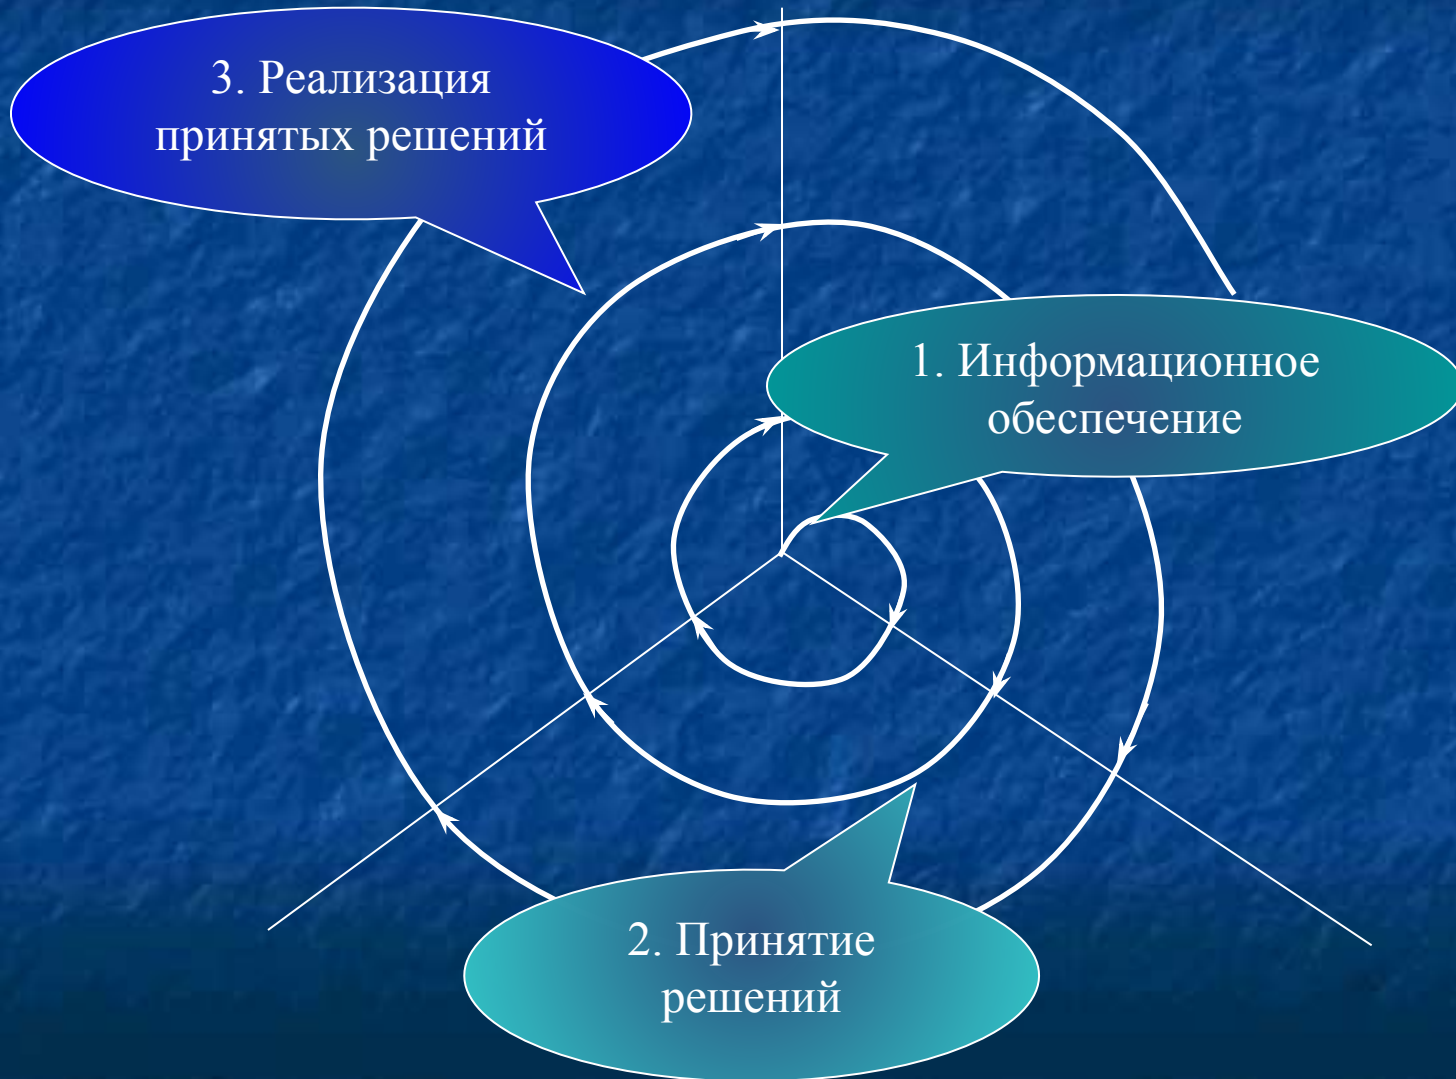 3. Реализация
принятых решений
1. Информационное
обеспечение
2. Принятие
решений